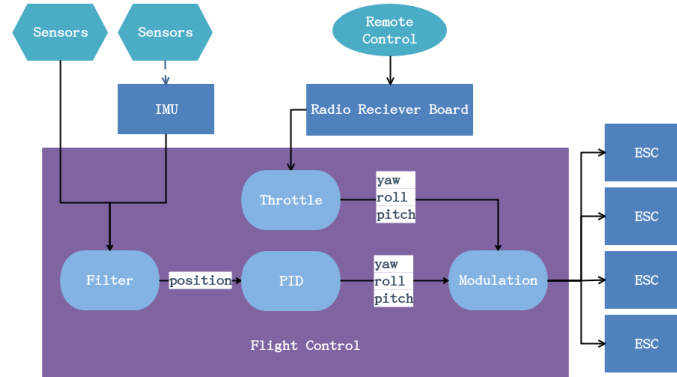 Sensors
Sensors
Remote
Control
IMU
Radio Reciever Board
ESC
Throttle
yaw
roll
pitch
ESC
Filter
position
PID
yaw
roll
pitch
Modulation
ESC
Flight Control
ESC